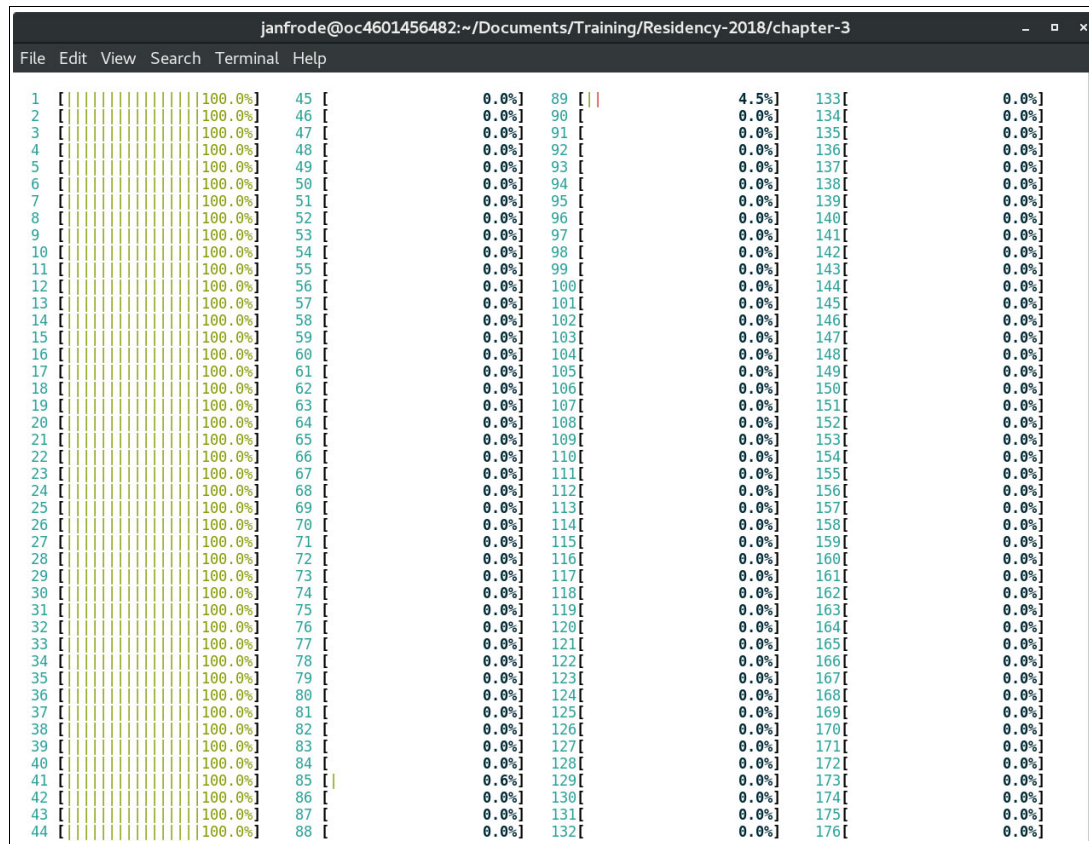 janfrode@oc4601456482:~/Documents/Training/Residency-2018/chapter-3
File Edit View Search Terminal Help
1 [||||||||||||||||100.0%] 45 [ 0.0%] 89 [|| 4.5%] 133[ 0.0%]
2 [||||||||||||||||100.0%] 46 [ 0.0%] 90 [ 0.0%] 134[ 0.0%]
3 [||||||||||||||||100.0%] 47 [ 0.0%] 91 [ 0.0%] 135[ 0.0%]
4 [||||||||||||||||100.0%] 48 [ 0.0%] 92 [ 0.0%] 136[ 0.0%]
5 [||||||||||||||||100.0%] 49 [ 0.0%] 93 [ 0.0%] 137[ 0.0%]
6 [||||||||||||||||100.0%] 50 [ 0.0%] 94 [ 0.0%] 138[ 0.0%]
7 [||||||||||||||||100.0%] 51 [ 0.0%] 95 [ 0.0%] 139[ 0.0%]
8 [||||||||||||||||100.0%] 52 [ 0.0%] 96 [ 0.0%] 140[ 0.0%]
9 [||||||||||||||||100.0%] 53 [ 0.0%] 97 [ 0.0%] 141[ 0.0%]
10 [||||||||||||||||100.0%] 54 [ 0.0%] 98 [ 0.0%] 142[ 0.0%]
11 [||||||||||||||||100.0%] 55 [ 0.0%] 99 [ 0.0%] 143[ 0.0%]
12 [||||||||||||||||100.0%] 56 [ 0.0%] 100[ 0.0%] 144[ 0.0%]
13 [||||||||||||||||100.0%] 57 [ 0.0%] 101[ 0.0%] 145[ 0.0%]
14 [||||||||||||||||100.0%] 58 [ 0.0%] 102[ 0.0%] 146[ 0.0%]
15 [||||||||||||||||100.0%] 59 [ 0.0%] 103[ 0.0%] 147[ 0.0%]
16 [||||||||||||||||100.0%] 60 [ 0.0%] 104[ 0.0%] 148[ 0.0%]
17 [||||||||||||||||100.0%] 61 [ 0.0%] 105[ 0.0%] 149[ 0.0%]
18 [||||||||||||||||100.0%] 62 [ 0.0%] 106[ 0.0%] 150[ 0.0%]
19 [||||||||||||||||100.0%] 63 [ 0.0%] 107[ 0.0%] 151[ 0.0%]
20 [||||||||||||||||100.0%] 64 [ 0.0%] 108[ 0.0%] 152[ 0.0%]
21 [||||||||||||||||100.0%] 65 [ 0.0%] 109[ 0.0%] 153[ 0.0%]
22 [||||||||||||||||100.0%] 66 [ 0.0%] 110[ 0.0%] 154[ 0.0%]
23 [||||||||||||||||100.0%] 67 [ 0.0%] 111[ 0.0%] 155[ 0.0%]
24 [||||||||||||||||100.0%] 68 [ 0.0%] 112[ 0.0%] 156[ 0.0%]
25 [||||||||||||||||100.0%] 69 [ 0.0%] 113[ 0.0%] 157[ 0.0%]
26 [||||||||||||||||100.0%] 70 [ 0.0%] 114[ 0.0%] 158[ 0.0%]
27 [||||||||||||||||100.0%] 71 [ 0.0%] 115[ 0.0%] 159[ 0.0%]
28 [||||||||||||||||100.0%] 72 [ 0.0%] 116[ 0.0%] 160[ 0.0%]
29 [||||||||||||||||100.0%] 73 [ 0.0%] 117[ 0.0%] 161[ 0.0%]
30 [||||||||||||||||100.0%] 74 [ 0.0%] 118[ 0.0%] 162[ 0.0%]
31 [||||||||||||||||100.0%] 75 [ 0.0%] 119[ 0.0%] 163[ 0.0%]
32 [||||||||||||||||100.0%] 76 [ 0.0%] 120[ 0.0%] 164[ 0.0%]
33 [||||||||||||||||100.0%] 77 [ 0.0%] 121[ 0.0%] 165[ 0.0%]
34 [||||||||||||||||100.0%] 78 [ 0.0%] 122[ 0.0%] 166[ 0.0%]
35 [||||||||||||||||100.0%] 79 [ 0.0%] 123[ 0.0%] 167[ 0.0%]
36 [||||||||||||||||100.0%] 80 [ 0.0%] 124[ 0.0%] 168[ 0.0%]
37 [||||||||||||||||100.0%] 81 [ 0.0%] 125[ 0.0%] 169[ 0.0%]
38 [||||||||||||||||100.0%] 82 [ 0.0%] 126[ 0.0%] 170[ 0.0%]
39 [||||||||||||||||100.0%] 83 [ 0.0%] 127[ 0.0%] 171[ 0.0%]
40 [||||||||||||||||100.0%] 84 [ 0.0%] 128[ 0.0%] 172[ 0.0%]
41 [||||||||||||||||100.0%] 85 [| 0.6%] 129[ 0.0%] 173[ 0.0%]
42 [||||||||||||||||100.0%] 86 [ 0.0%] 130[ 0.0%] 174[ 0.0%]
43 [||||||||||||||||100.0%] 87 [ 0.0%] 131[ 0.0%] 175[ 0.0%]
44 [||||||||||||||||100.0%] 88 [ 0.0%] 132[ 0.0%] 176[ 0.0%]